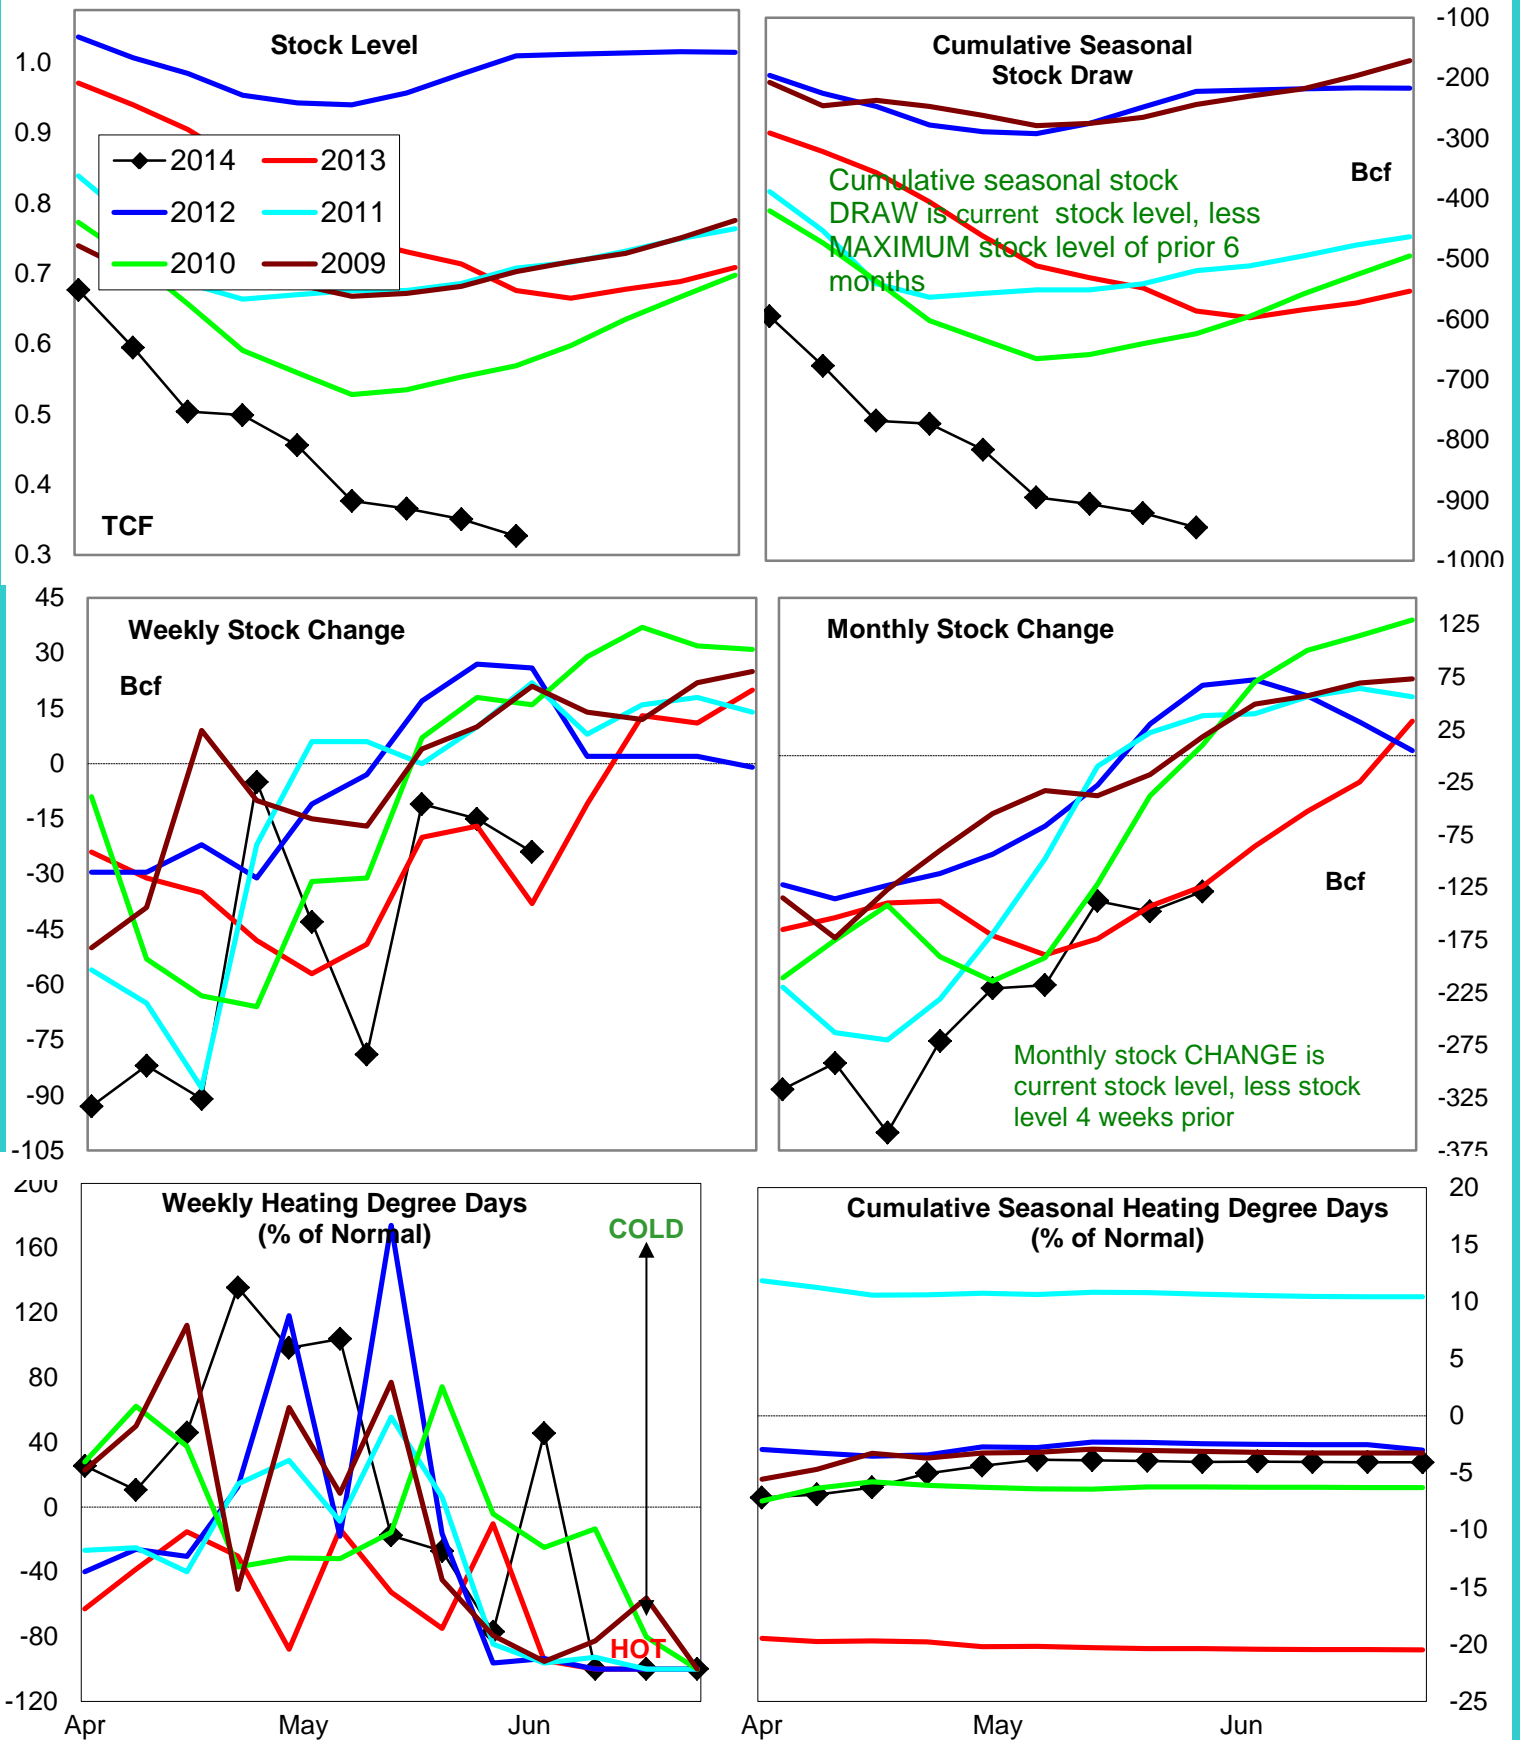 Stock Level
1.0
0.9
0.8
0.7
0.6
0.5
0.4
0.3
2014
2013
2012
2011
2010
2009
TCF
Cumulative Seasonal
Stock Draw
Bcf
Cumulative seasonal stock
DRAW is current stock level, less
MAXIMUM stock level of prior 6
months
-100
-200
-300
-400
-500
-600
-700
-800
-900
-1000
Weekly Stock Change
Bcf
45
30
15
0
-15
-30
-45
-60
-75
-90
-105
Monthly Stock Change
Bcf
Monthly stock CHANGE is
current stock level, less stock
level 4 weeks prior
125
75
25
-25
-75
-125
-175
-225
-275
-325
-375
Weekly Heating Degree Days
(% of Normal)
COLD
HOT
200
160
120
80
40
0
-40
-80
-120
Apr
May
Jun
Cumulative Seasonal Heating Degree Days
(% of Normal)
20
15
10
5
0
-5
-10
-15
-20
-25
Apr
May
Jun